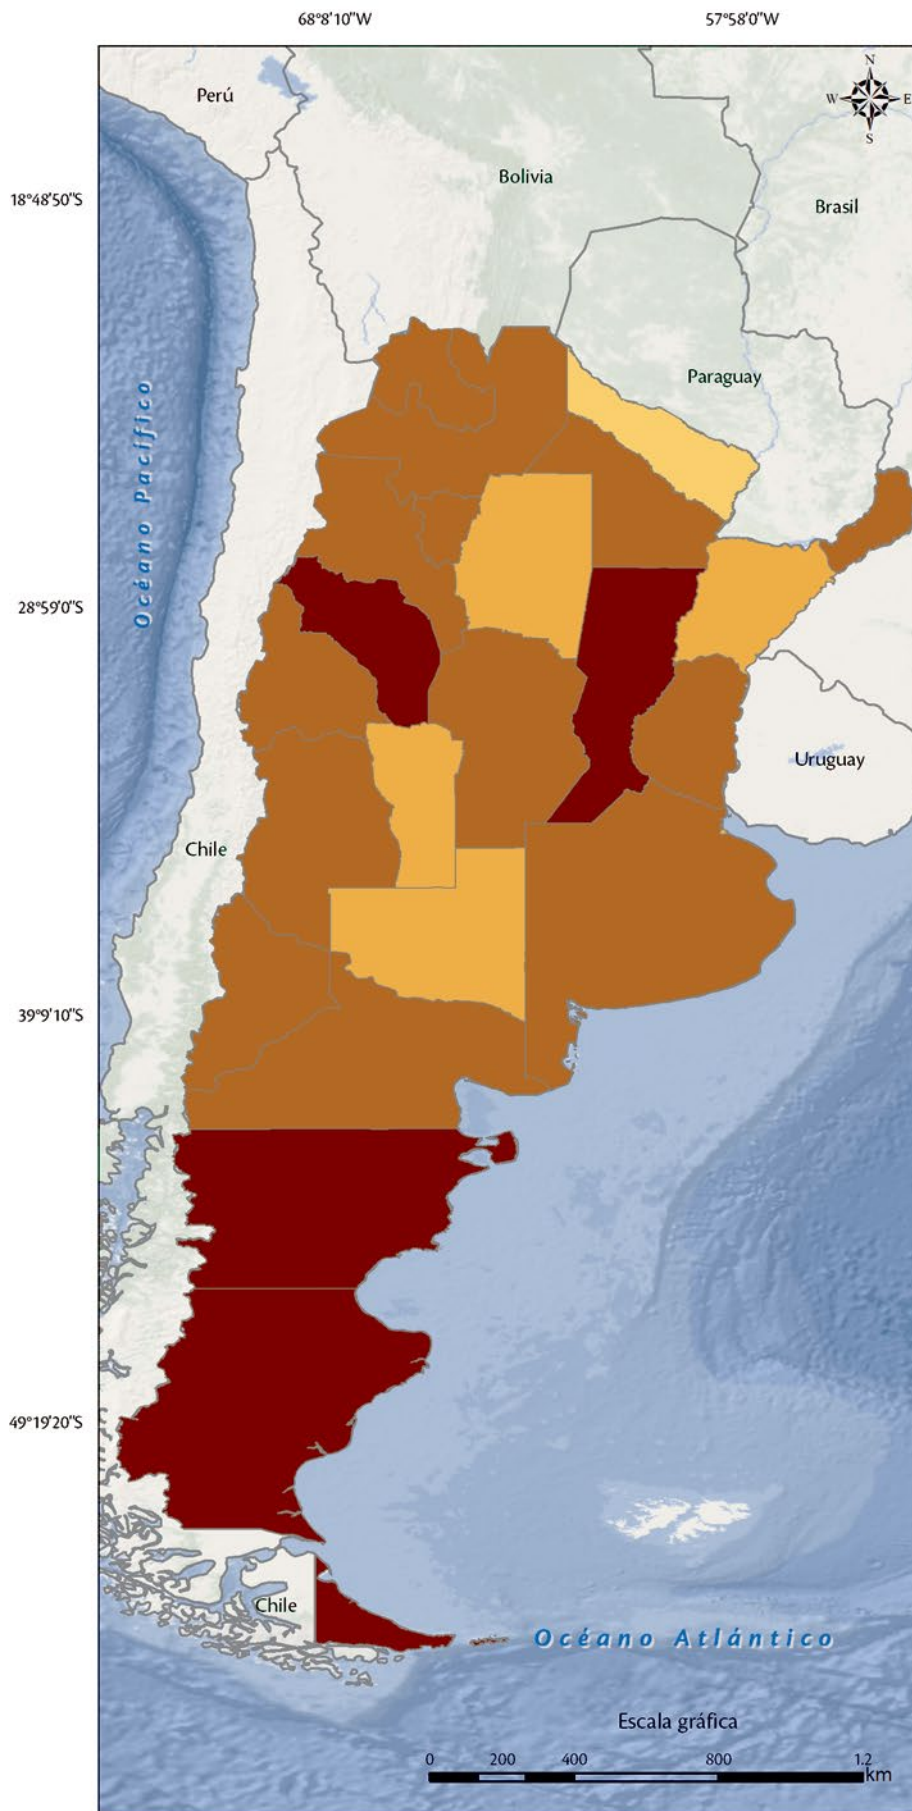 68°8'10"W
57°58'0"W
N
W
E
S
Perú
Bolivia
Brasil
18°48'50"S
Paraguay
Océano Pacífico
28°59'0"S
Uruguay
Chile
39°9'10"S
49°19'20"S
Chile
Océano Atlántico
Escala gráfica
0 200 400 800 1.2
km